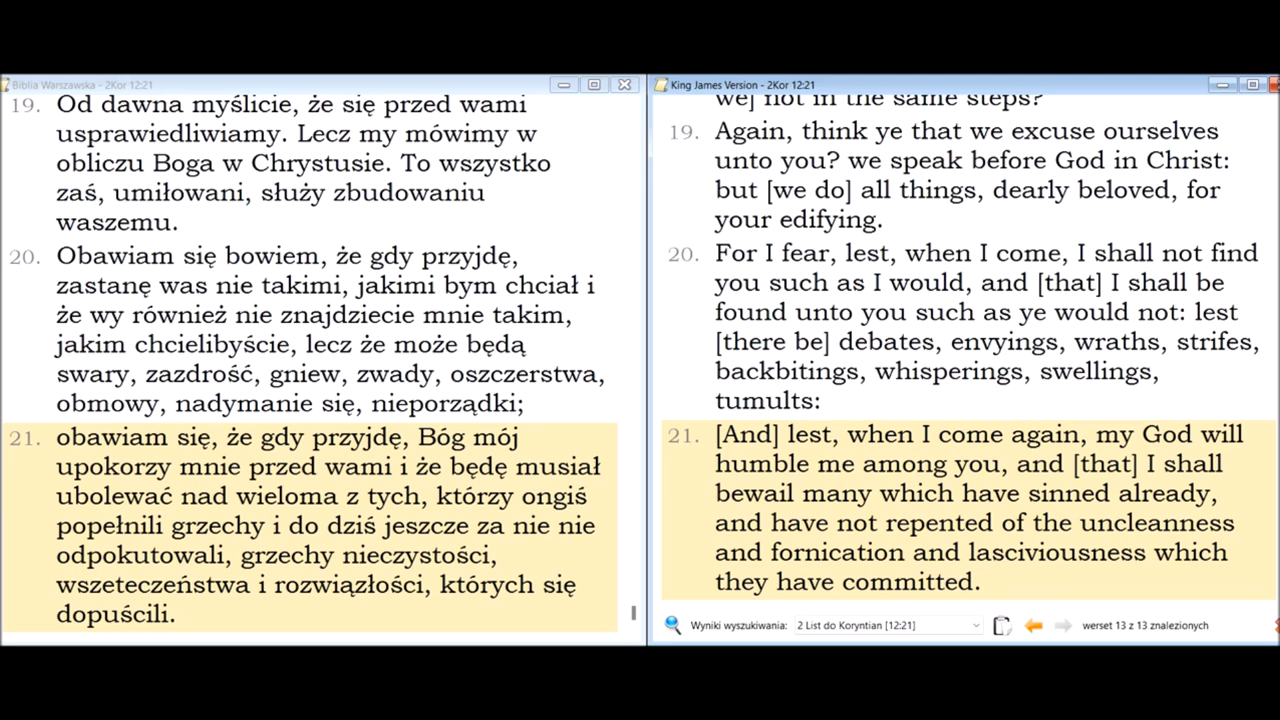 Biblia Warszawska - 2Kor 12:21
19. Od dawna myślicie, że się przed wami
usprawiedliwiamy. Lecz my mówimy w
obliczu Boga w Chrystusie. To wszystko
zaś, umiłowani, służy zbudowaniu
waszemu.
20. Obawiam się bowiem, że gdy przyjdę,
zastanę was nie takimi, jakimi bym chciał i
że wy również nie znajdziecie mnie takim,
jakim chcielibyście, lecz że może będą
swary, zazdrość, gniew, zwady, oszczerstwa,
obmowy, nadymanie się, nieporządki;
21. obawiam się, że gdy przyjdę, Bóg mój
upokorzy mnie przed wami i że będę musiał
ubolewać nad wieloma z tych, którzy ongiś
popełnili grzechy i do dziś jeszcze za nie nie
odpokutowali, grzechy nieczystości,
wszeteczeństwa i rozwiązłości, których się
dopuścili.
King James Version - 2Kor 12:21
we] not in the same steps?
19. Again, think ye that we excuse ourselves
unto you? we speak before God in Christ:
but [we do] all things, dearly beloved, for
your edifying.
20. For I fear, lest, when I come, I shall not find
you such as I would, and [that] I shall be
found unto you such as ye would not: lest
[there be] debates, envyings, wraths, strifes,
backbitings, whisperings, swellings,
tumults:
21. [And] lest, when I come again, my God will
humble me among you, and [that] I shall
bewail many which have sinned already,
and have not repented of the uncleanness
and fornication and lasciviousness which
they have committed.
Wyniki wyszukiwania: 2 List do Koryntian [12:21] werset 13 z 13 znalezionych